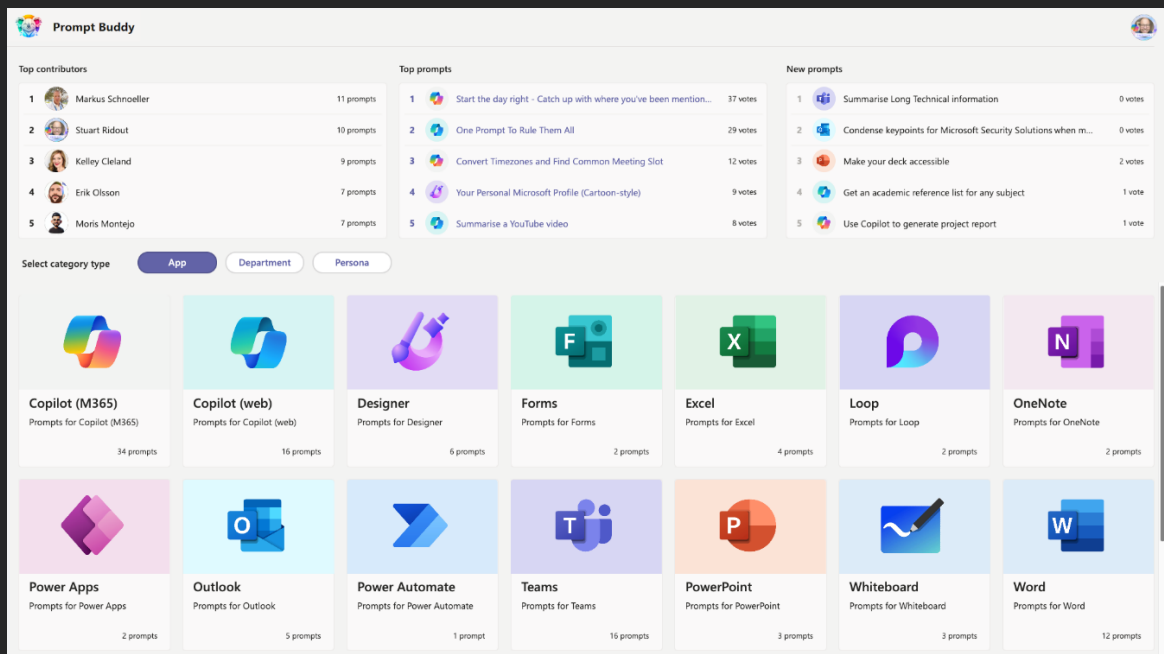 Prompt Buddy
Top contributors
1 Markus Schnoeller 11 prompts
2 Stuart Ridout 10 prompts
3 Kelley Cleland 9 prompts
4 Erik Olsson 7 prompts
5 Moris Montejo 7 prompts
Top prompts
1 Start the day right - Catch up with where you've been mention... 37 votes
2 One Prompt To Rule Them All 29 votes
3 Convert Timezones and Find Common Meeting Slot 12 votes
4 Your Personal Microsoft Profile (Cartoon-style) 9 votes
5 Summarise a YouTube video 8 votes
New prompts
1 Summarise Long Technical information 0 votes
2 Condense keypoints for Microsoft Security Solutions when m... 0 votes
3 Make your deck accessible 2 votes
4 Get an academic reference list for any subject 1 vote
5 Use Copilot to generate project report 1 vote
Select category type App Department Persona
Copilot (M365)
Prompts for Copilot (M365)
34 prompts
Copilot (web)
Prompts for Copilot (web)
16 prompts
Designer
Prompts for Designer
6 prompts
F
Forms
Prompts for Forms
2 prompts
X
Excel
Prompts for Excel
4 prompts
Loop
Prompts for Loop
2 prompts
N
OneNote
Prompts for OneNote
2 prompts
Power Apps
Prompts for Power Apps
2 prompts
O
Outlook
Prompts for Outlook
5 prompts
Power Automate
Prompts for Power Automate
1 prompt
T
Teams
Prompts for Teams
16 prompts
P
PowerPoint
Prompts for PowerPoint
3 prompts
Whiteboard
Prompts for Whiteboard
3 prompts
W
Word
Prompts for Word
12 prompts